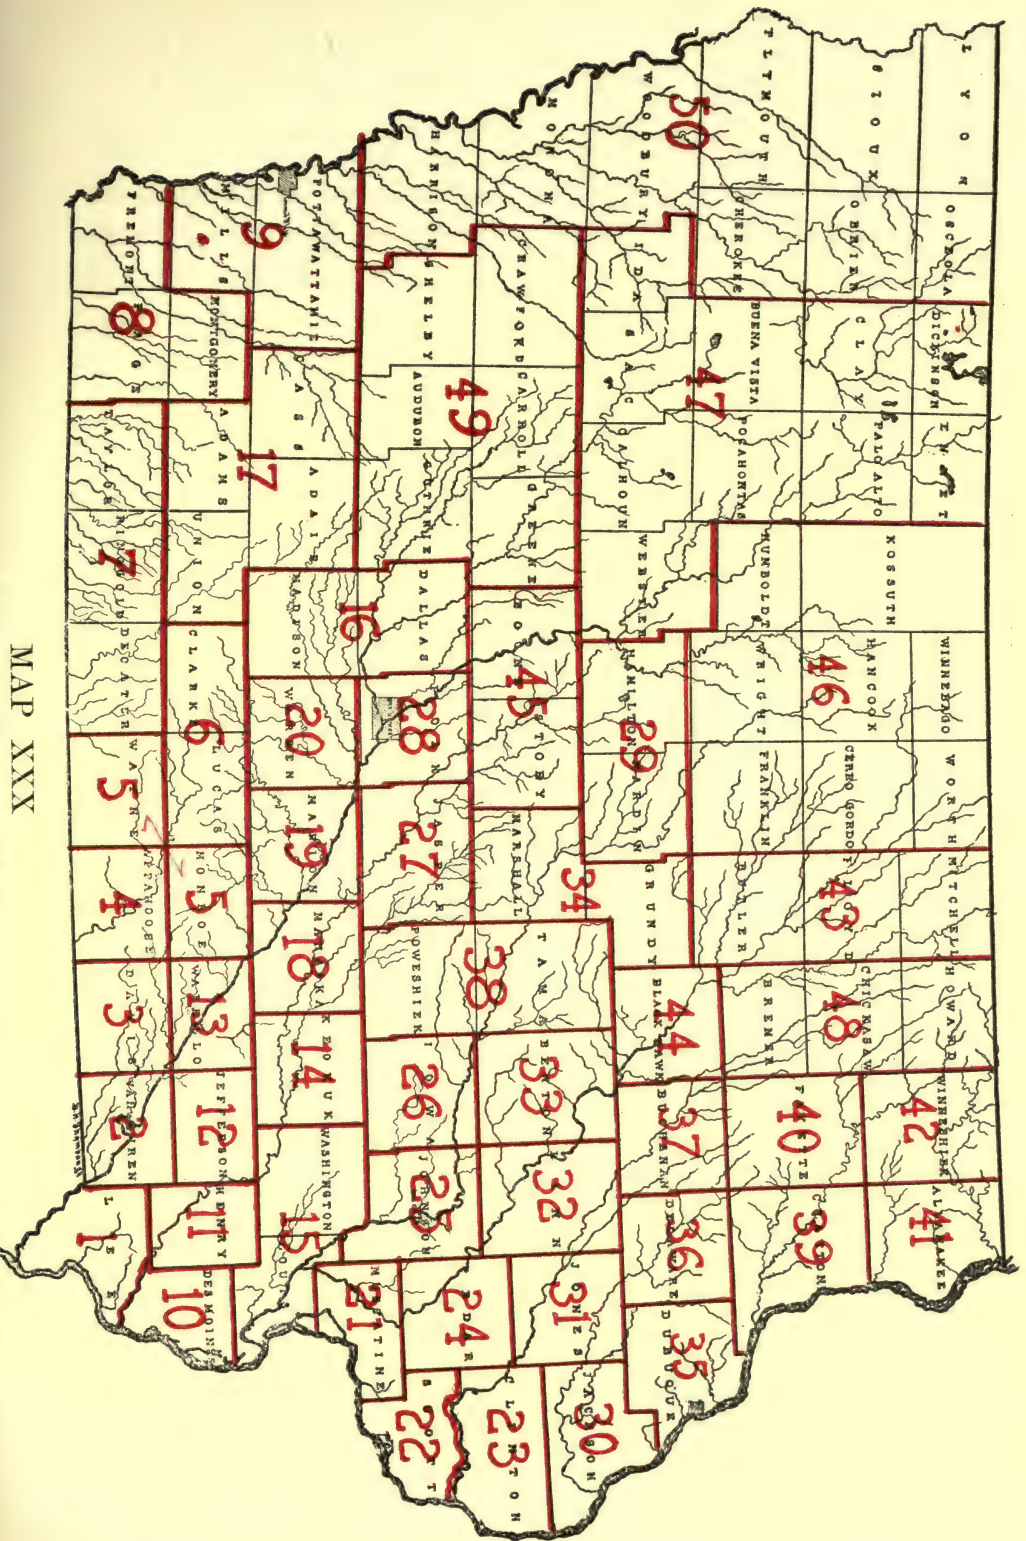 LYON
OSCEOLA
DICKINSON
EMMET
KOSSUTH
WINNEBAGO
WORTH
MITCHELL
HOWARD
WINNESHIEK
ALLAMAKEE
SIOUX
OBRIEN
CLAY
PALO ALTO
HANCOCK
CERRO GORDO
FLOYD
CHICKASAW
FAYETTE
CLAYTON
PLYMOUTH
CHEROKEE
BUENA VISTA
POCAHONTAS
HUMBOLDT
WRIGHT
FRANKLIN
BUTLER
BREMER
WOODBURY
IDA
SAC
CALHOUN
WEBSTER
HAMILTON
HARDIN
GRUNDY
BLACK HAWK
BUCHANAN
DELAWARE
DUBUQUE
MONONA
CRAWFORD
CARROLL
GREENE
BOONE
STORY
MARSHALL
TAMA
BENTON
LINN
JONES
JACKSON
HARRISON
SHELBY
AUDUBON
GUTHRIE
DALLAS
POLK
JASPER
POWESHIEK
IOWA
JOHNSON
CEDAR
CLINTON
SCOTT
POTTAWATTAMIE
CASS
ADAIR
MADISON
WARREN
MARION
MAHASKA
KEOKUK
WASHINGTON
LOUISA
MUSCATINE
MILLS
MONTGOMERY
ADAMS
UNION
CLARKE
LUCAS
MONROE
WAPELLO
JEFFERSON
HENRY
DES MOINES
FREMONT
PAGE
TAYLOR
RINGGOLD
DECATUR
WAYNE
APPANOOSE
DAVIS
VAN BUREN
LEE
50
47
46
43
48
42
41
40
39
49
45
29
34
44
37
36
35
9
17
16
28
27
38
33
32
31
30
26
25
24
23
22
21
8
7
6
20
19
18
14
15
5
5
4
3
13
12
2
11
10
1
MAP XXX